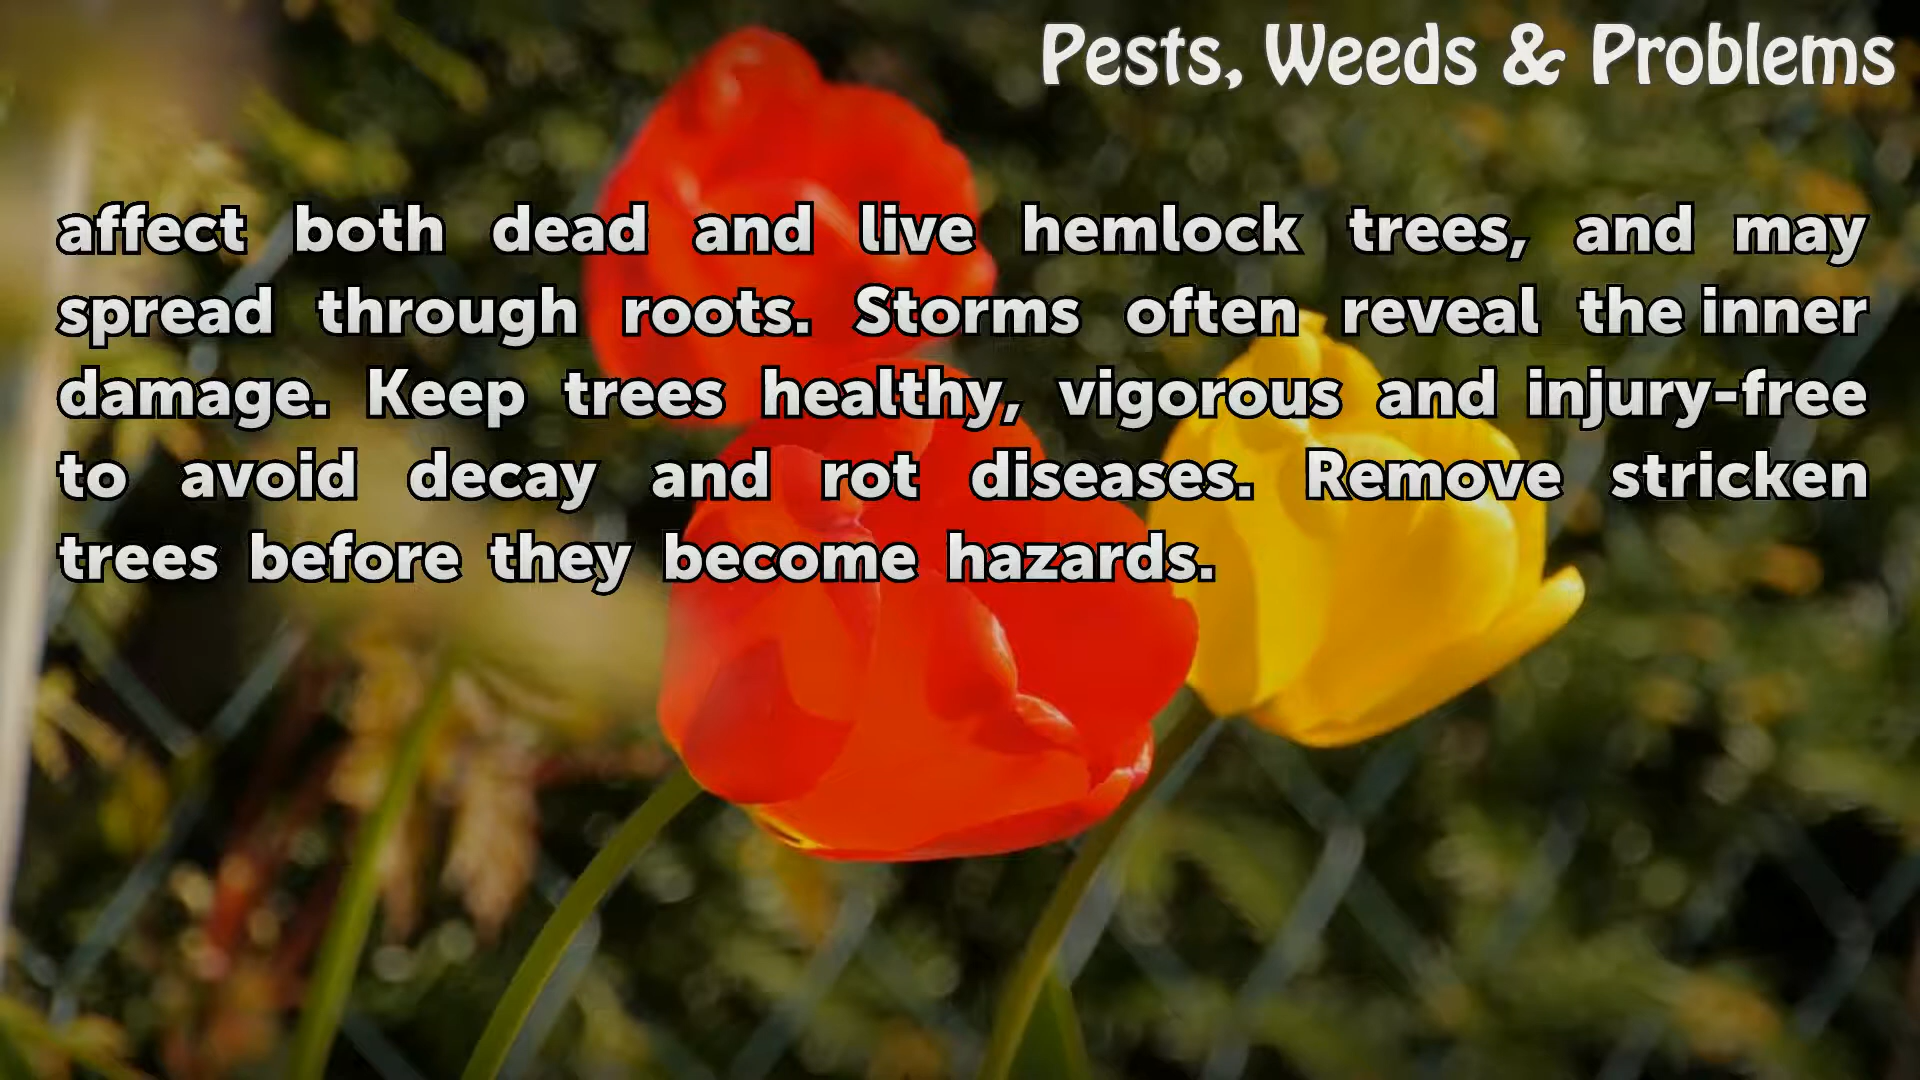 Pests, Weeds & Problems
affect both dead and live hemlock trees, and may
spread through roots. Storms often reveal the inner
damage. Keep trees healthy, vigorous and injury-free
to avoid decay and rot diseases. Remove stricken
trees before they become hazards.